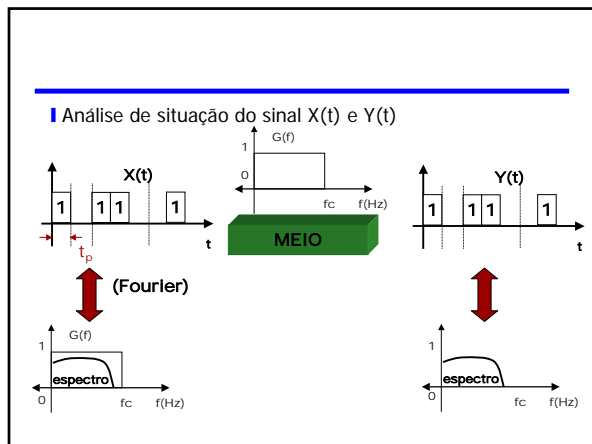 Análise de situação do sinal X(t) e Y(t)
G(f)
1
0
fc f(Hz)
X(t)
1 1 1 1
t
tp
MEIO
Y(t)
1 1 1 1
t
(Fourier)
G(f)
1
espectro
0 fc f(Hz)
1
espectro
0 fc f(Hz)